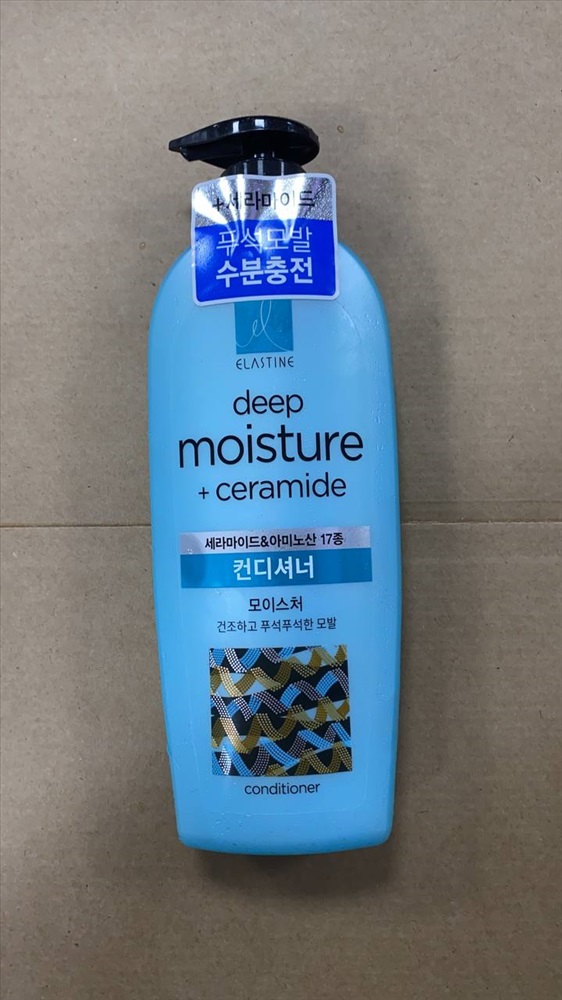 +세라마이드
푸석모발
수분충전
el
ELASTINE
deep
moisture
+ ceramide
세라마이드&아미노산 17종
컨디셔너
모이스처
건조하고 푸석푸석한 모발
conditioner